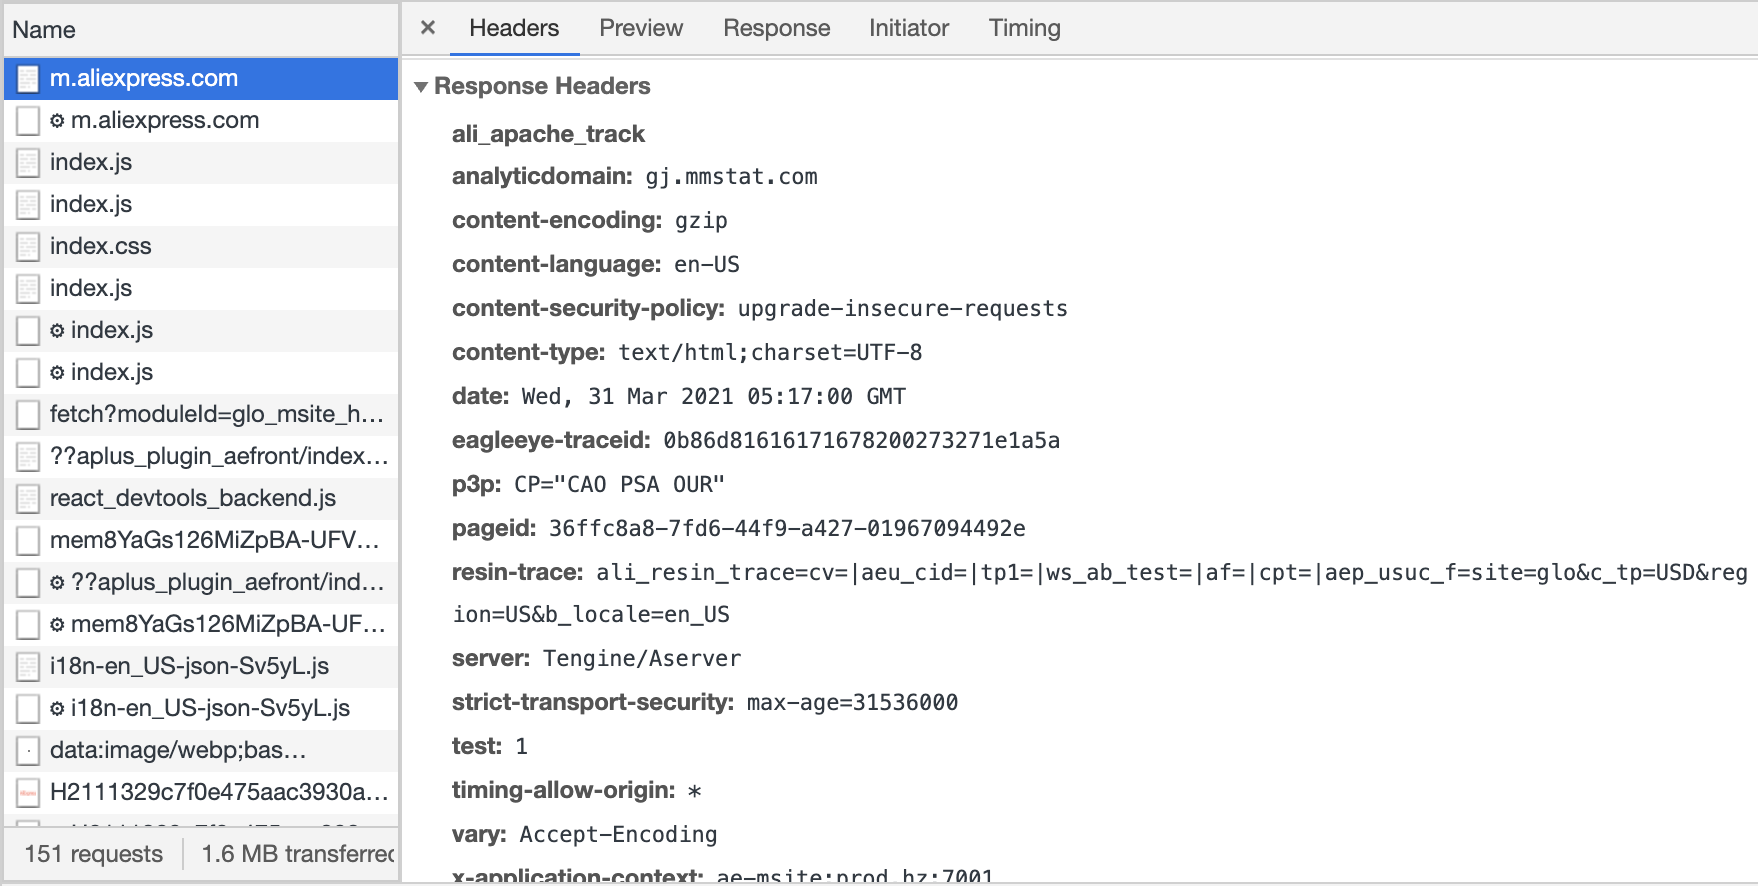 Name
m.aliexpress.com
m.aliexpress.com
index.js
index.js
index.css
index.js
index.js
index.js
fetch?moduleId=glo_msite_h...
??aplus_plugin_aefront/index...
react_devtools_backend.js
mem8YaGs126MiZpBA-UFV...
??aplus_plugin_aefront/ind...
mem8YaGs126MiZpBA-UF...
i18n-en_US-json-Sv5yL.js
i18n-en_US-json-Sv5yL.js
data:image/webp;bas...
H2111329c7f0e475aac3930a...
151 requests 1.6 MB transferred
× Headers Preview Response Initiator Timing
▼ Response Headers
ali_apache_track
analyticdomain: gj.mmstat.com
content-encoding: gzip
content-language: en-US
content-security-policy: upgrade-insecure-requests
content-type: text/html;charset=UTF-8
date: Wed, 31 Mar 2021 05:17:00 GMT
eagleeye-traceid: 0b86d81616171678200273271e1a5a
p3p: CP="CAO PSA OUR"
pageid: 36ffc8a8-7fd6-44f9-a427-01967094492e
resin-trace: ali_resin_trace=cv=|aeu_cid=|tp1=|ws_ab_test=|af=|cpt=|aep_usuc_f=site=glo&c_tp=USD&reg
ion=US&b_locale=en_US
server: Tengine/Aserver
strict-transport-security: max-age=31536000
test: 1
timing-allow-origin: *
vary: Accept-Encoding
x-application-context: ae-msite:prod,hz:7001